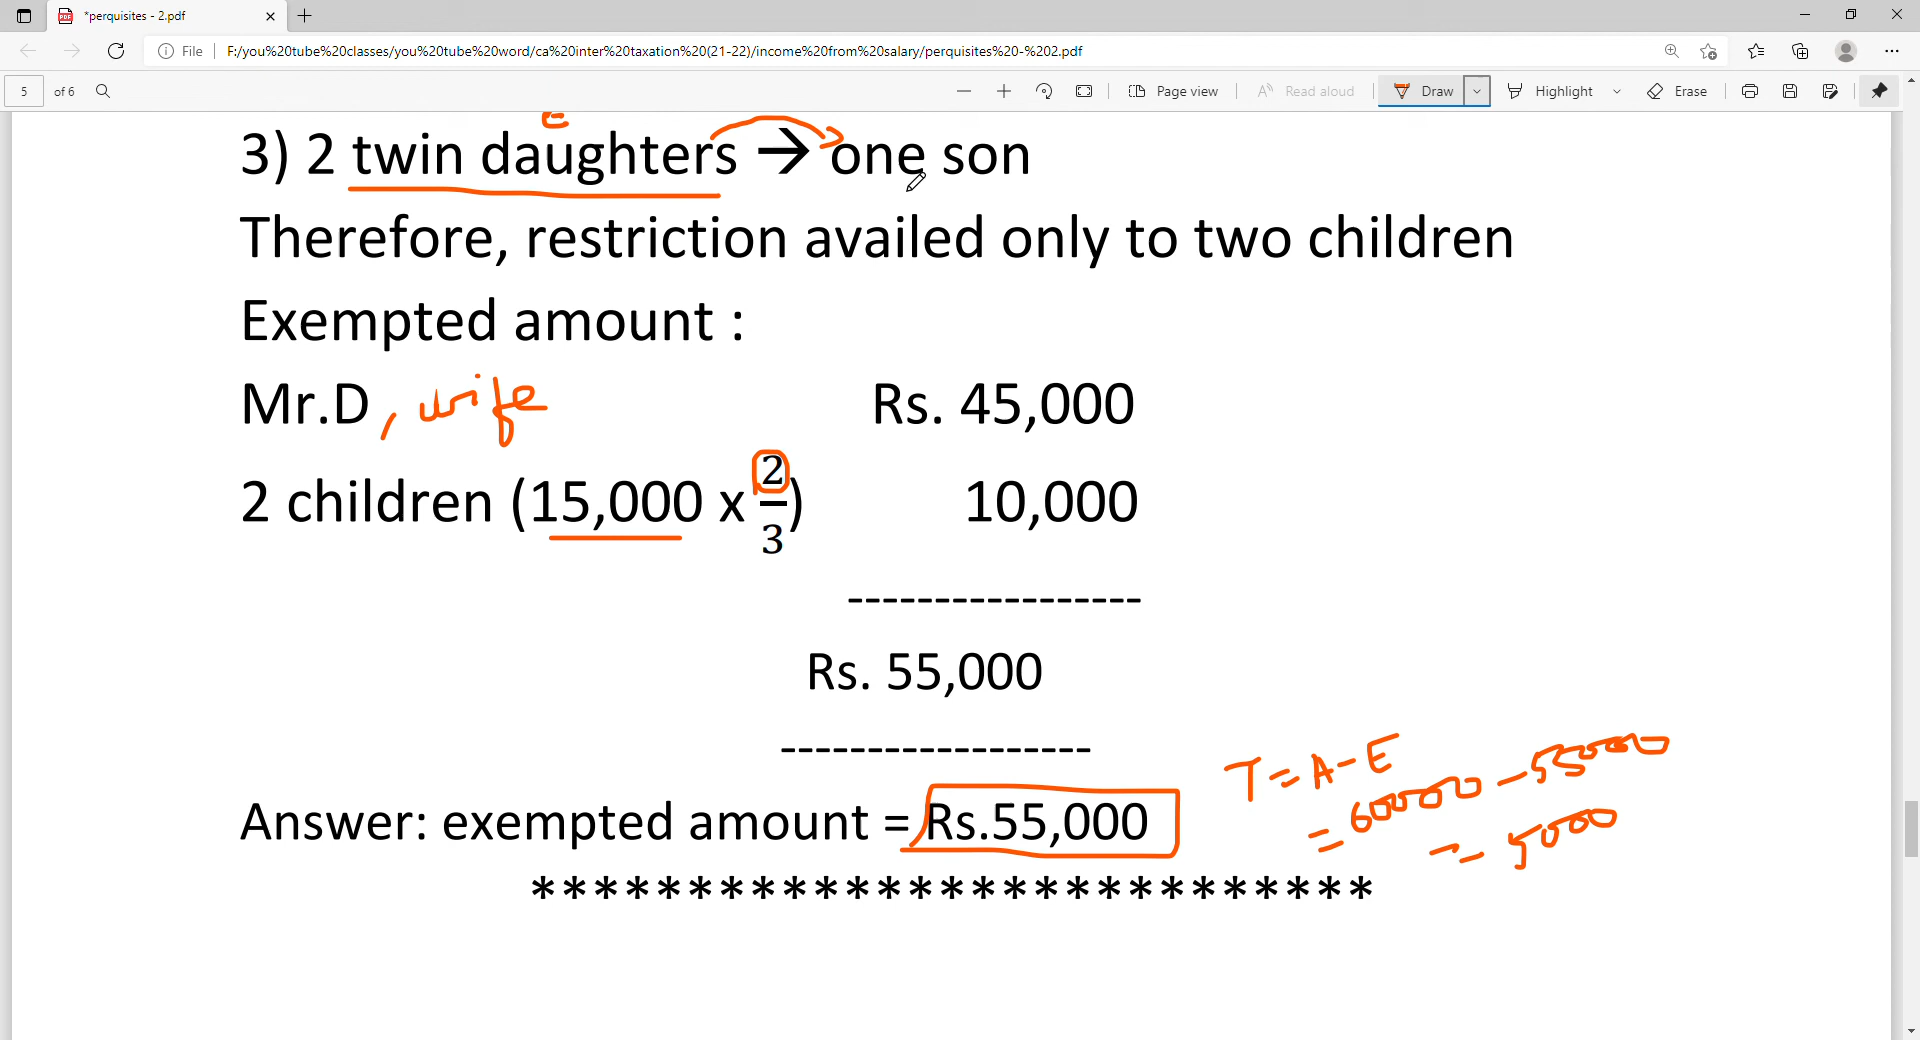 *perquisites - 2.pdf
File F:/you%20tube%20classes/you%20tube%20word/ca%20inter%20taxation%20(21-22)/income%20from%20salary/perquisites%20-%202.pdf
5 of 6 Page view Read aloud Draw Highlight Erase
E
3) 2 twin daughters → one son
Therefore, restriction availed only to two children
Exempted amount :
Mr.D , wife Rs. 45,000
2 children (15,000 x 2/3) 10,000
-----------------
Rs. 55,000
------------------
T = A - E
= 600000 - 55000
Answer: exempted amount = Rs.55,000
= 5000
***************************